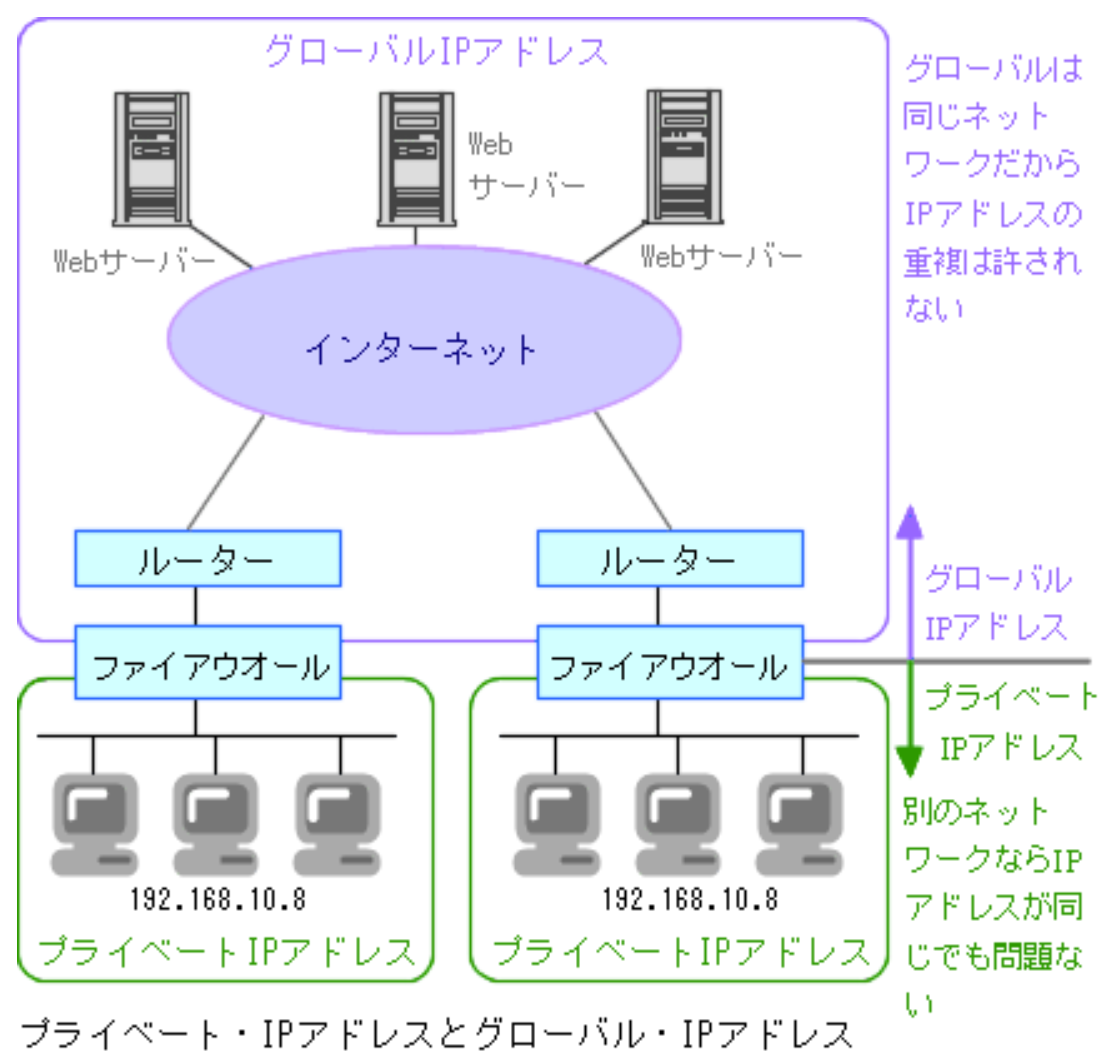 グローバルIPアドレス
グローバルは
同じネット
ワークだから
IPアドレスの
重複は許され
ない
Web
サーバー
Webサーバー
Webサーバー
インターネット
ルーター
ルーター
グローバル
IPアドレス
ファイアウオール
ファイアウオール
プライベート
IPアドレス
別のネット
ワークならIP
アドレスが同
じでも問題な
い
192.168.10.8
192.168.10.8
プライベートIPアドレス
プライベートIPアドレス
プライベート・IPアドレスとグローバル・IPアドレス